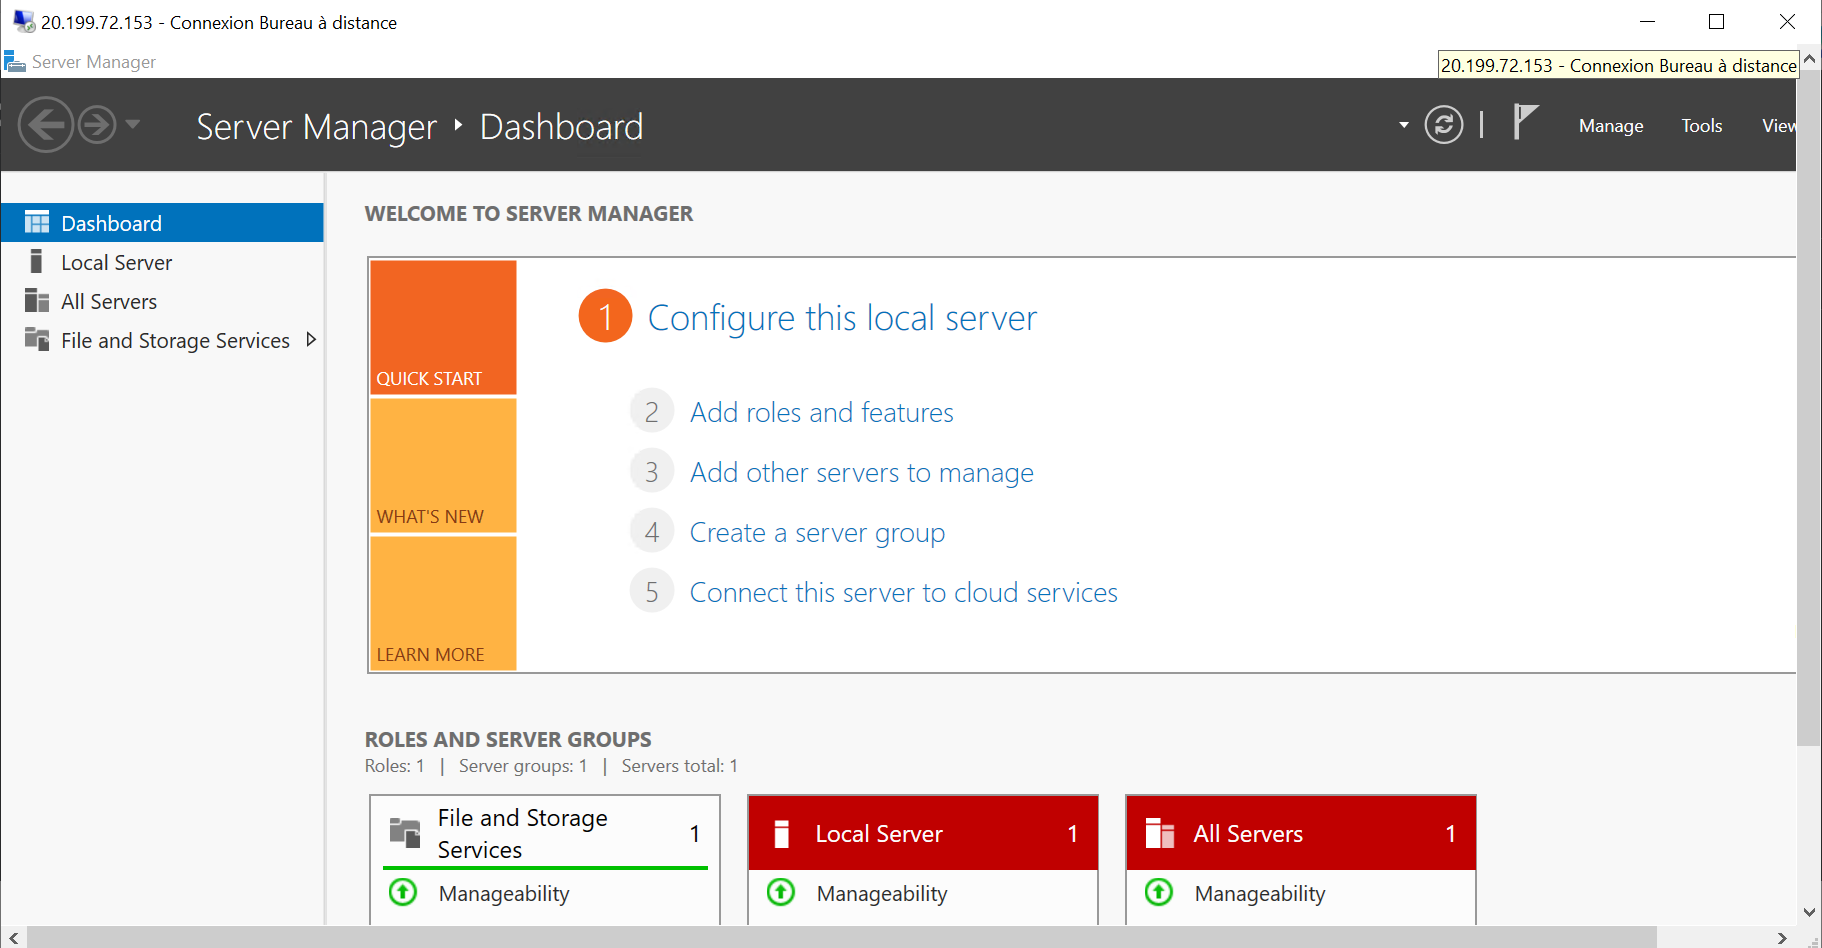 20.199.72.153 - Connexion Bureau à distance
Server Manager
20.199.72.153 - Connexion Bureau à distance
Server Manager Dashboard
Manage Tools View
Dashboard
Local Server
All Servers
File and Storage Services
WELCOME TO SERVER MANAGER
QUICK START
WHAT'S NEW
LEARN MORE
1 Configure this local server
2 Add roles and features
3 Add other servers to manage
4 Create a server group
5 Connect this server to cloud services
ROLES AND SERVER GROUPS
Roles: 1 | Server groups: 1 | Servers total: 1
File and Storage
Services 1
Manageability
Local Server 1
Manageability
All Servers 1
Manageability